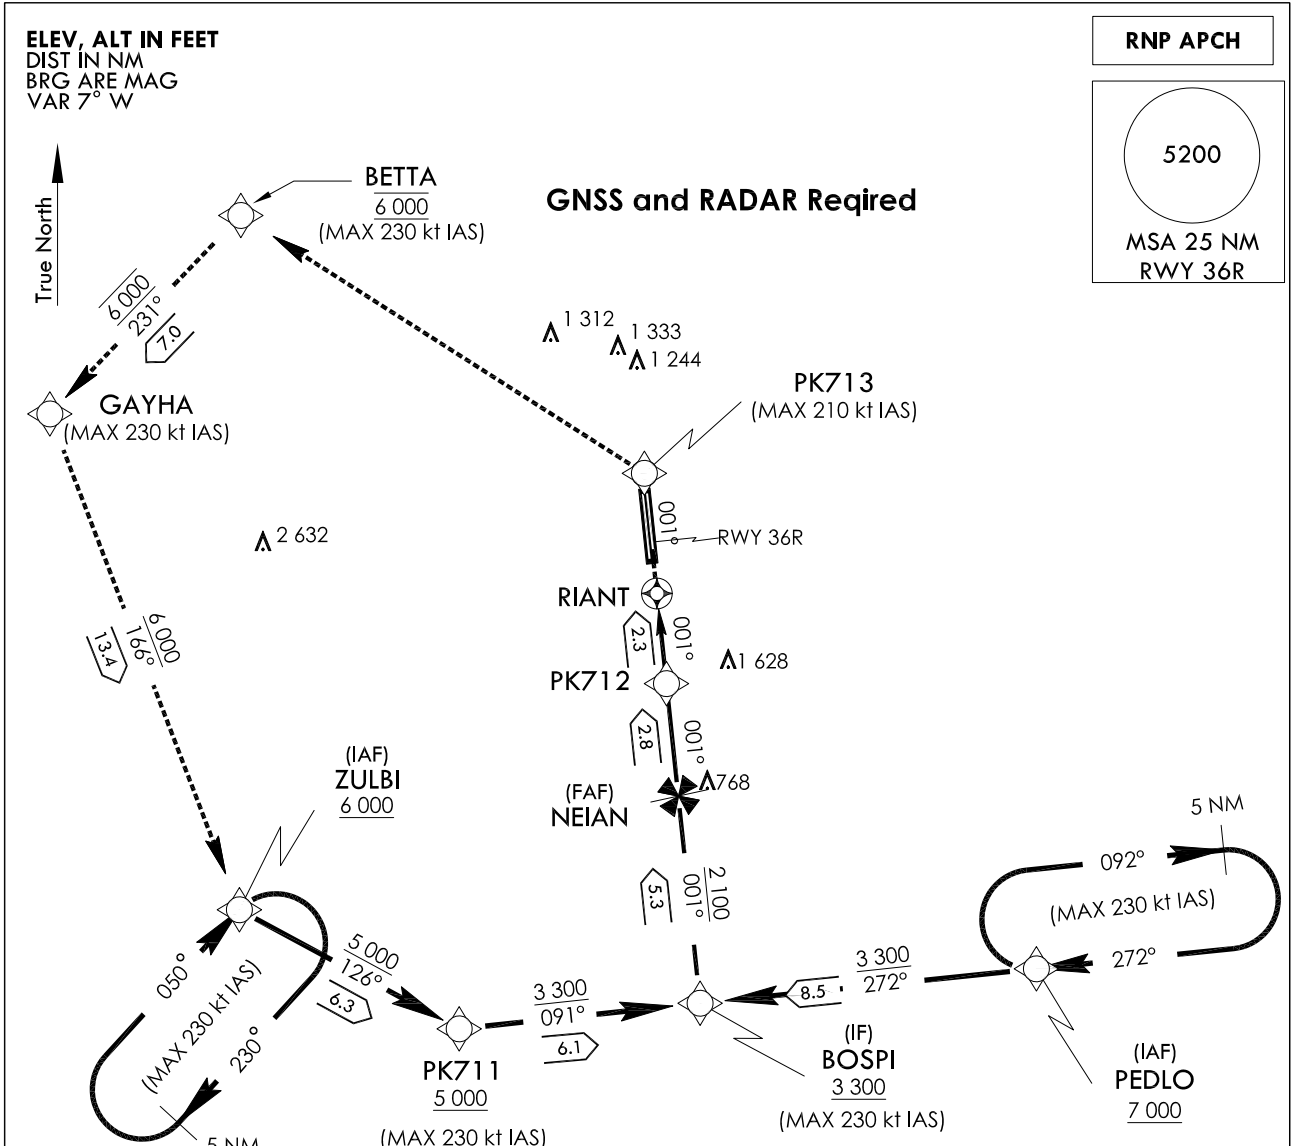 ELEV, ALT IN FEET
DIST IN NM
BRG ARE MAG
VAR 7° W
True North
RNP APCH
5200
MSA 25 NM
RWY 36R
GNSS and RADAR Reqired
BETTA
6 000
(MAX 230 kt IAS)
6 000
231°
7.0
GAYHA
(MAX 230 kt IAS)
1 312
1 333
1 244
PK713
(MAX 210 kt IAS)
001°
RWY 36R
2 632
RIANT
2.3
001°
1 628
PK712
2.8
001°
6 000
166°
13.4
(IAF)
ZULBI
6 000
(FAF)
NEIAN
768
5 NM
092°
(MAX 230 kt IAS)
272°
5.3
2 100
001°
050°
(MAX 230 kt IAS)
230°
5 NM
5 000
126°
6.3
3 300
091°
6.1
3 300
272°
8.5
PK711
5 000
(MAX 230 kt IAS)
(IF)
BOSPI
3 300
(MAX 230 kt IAS)
(IAF)
PEDLO
7 000